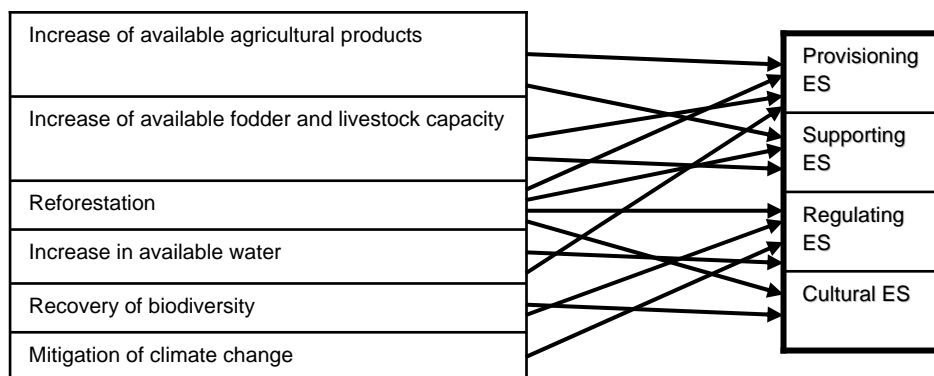 Increase of available agricultural products
Increase of available fodder and livestock capacity
Reforestation
Increase in available water
Recovery of biodiversity
Mitigation of climate change
Provisioning
ES
Supporting
ES
Regulating
ES
Cultural ES